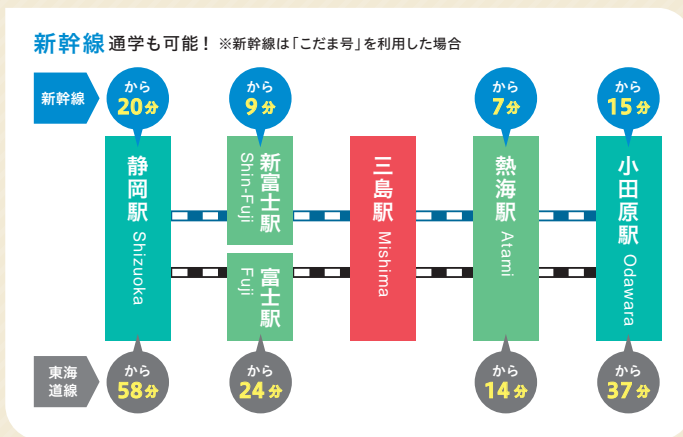 新幹線通学も可能！ ※新幹線は「こだま号」を利用した場合
新幹線
から
20分
から
9分
から
7分
から
15分
静岡駅 Shizuoka
新富士駅
Shin-Fuji
富士駅
Fuji
三島駅 Mishima
熱海駅 Atami
小田原駅 Odawara
東海
道線
から
58分
から
24分
から
14分
から
37分